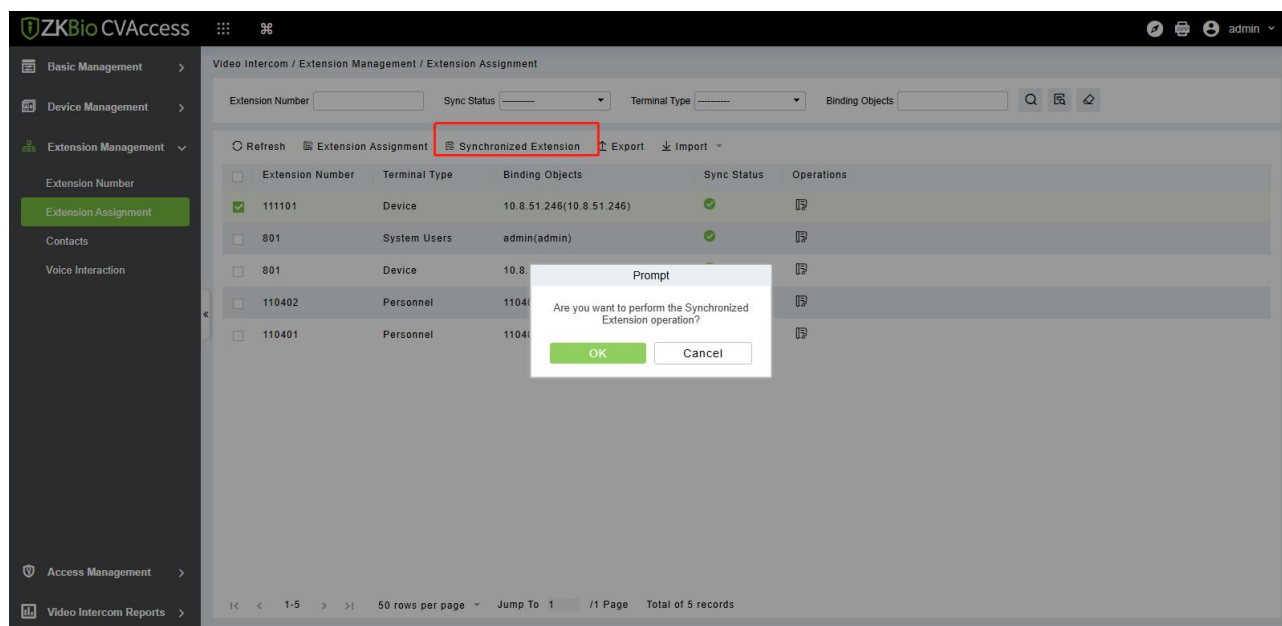 ZKBio CVAccess admin
Basic Management
Device Management
Extension Management
Extension Number
Extension Assignment
Contacts
Voice Interaction
Access Management
Video Intercom Reports
Video Intercom / Extension Management / Extension Assignment
Extension Number Sync Status ---------- Terminal Type ---------- Binding Objects
Refresh Extension Assignment Synchronized Extension Export Import
Extension Number Terminal Type Binding Objects Sync Status Operations
111101 Device 10.8.51.246(10.8.51.246)
801 System Users admin(admin)
801 Device 10.8.
110402 Personnel 1104
110401 Personnel 1104
Prompt
Are you want to perform the Synchronized
Extension operation?
OK Cancel
1-5 50 rows per page Jump To 1 /1 Page Total of 5 records